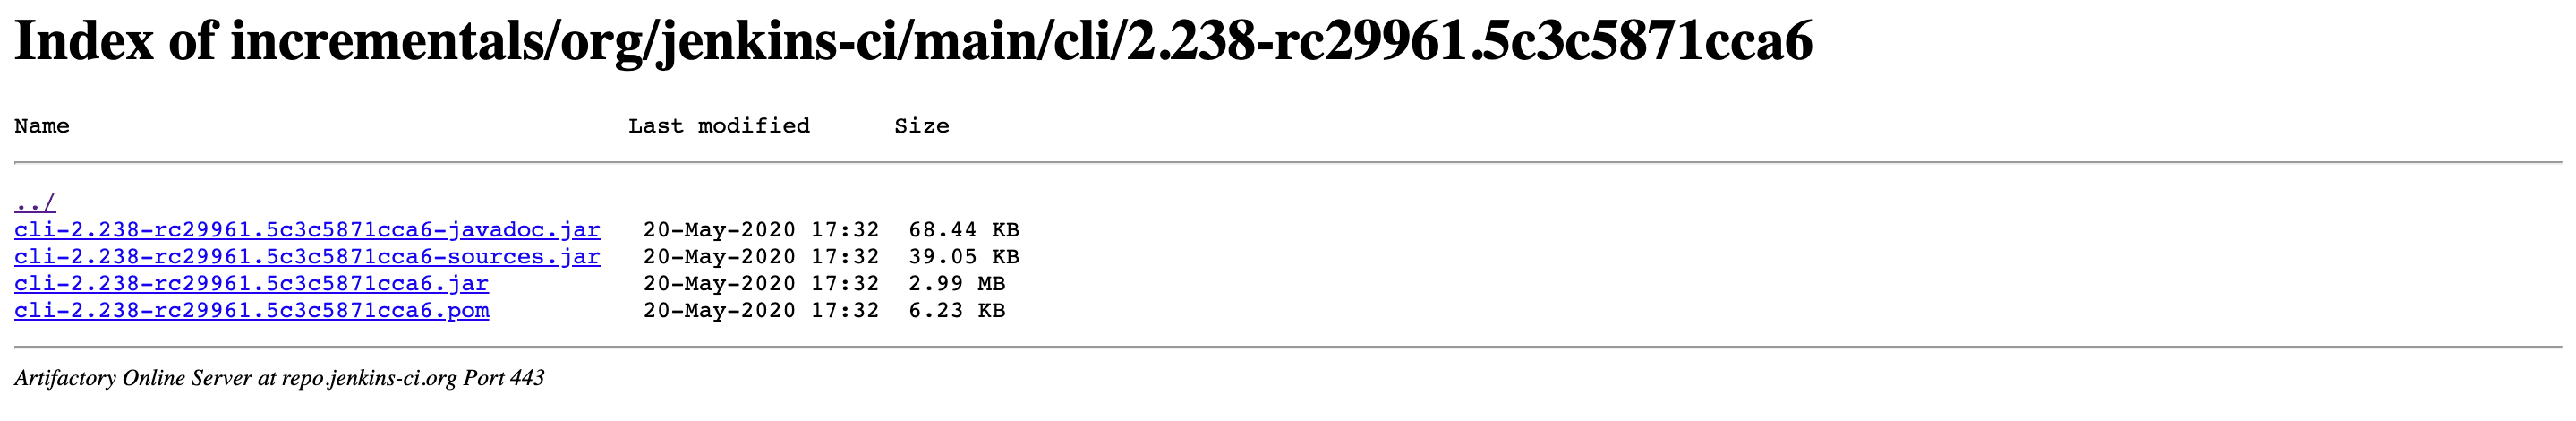 Index of incrementals/org/jenkins-ci/main/cli/2.238-rc29961.5c3c5871cca6
Name Last modified Size
../
cli-2.238-rc29961.5c3c5871cca6-javadoc.jar 20-May-2020 17:32 68.44 KB
cli-2.238-rc29961.5c3c5871cca6-sources.jar 20-May-2020 17:32 39.05 KB
cli-2.238-rc29961.5c3c5871cca6.jar 20-May-2020 17:32 2.99 MB
cli-2.238-rc29961.5c3c5871cca6.pom 20-May-2020 17:32 6.23 KB
Artifactory Online Server at repo.jenkins-ci.org Port 443